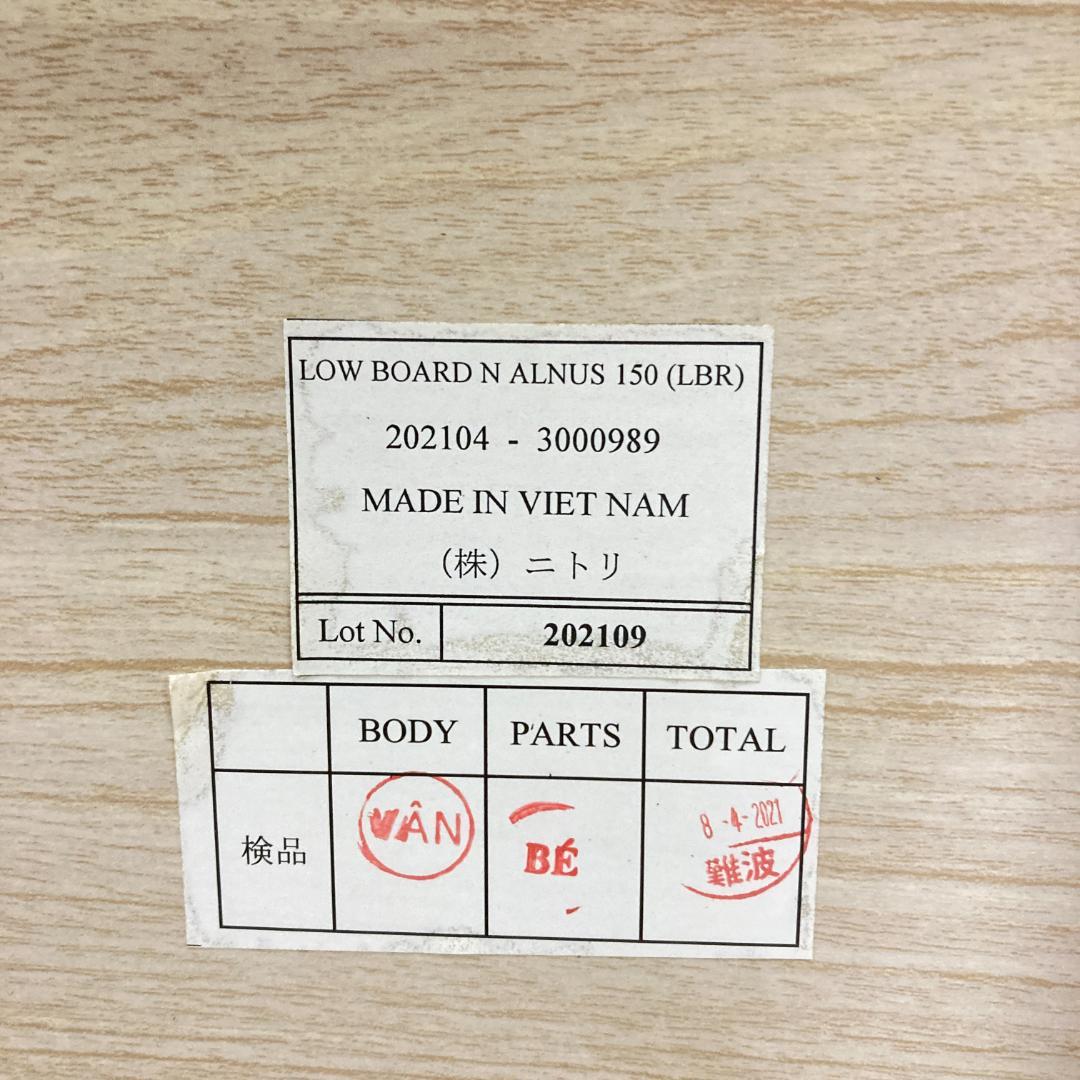 LOW BOARD N ALNUS 150 (LBR)
202104 - 3000989
MADE IN VIET NAM
（株）ニトリ
Lot No. 202109
BODY PARTS TOTAL
検品 VÂN BÉ 8-4-2021
難波